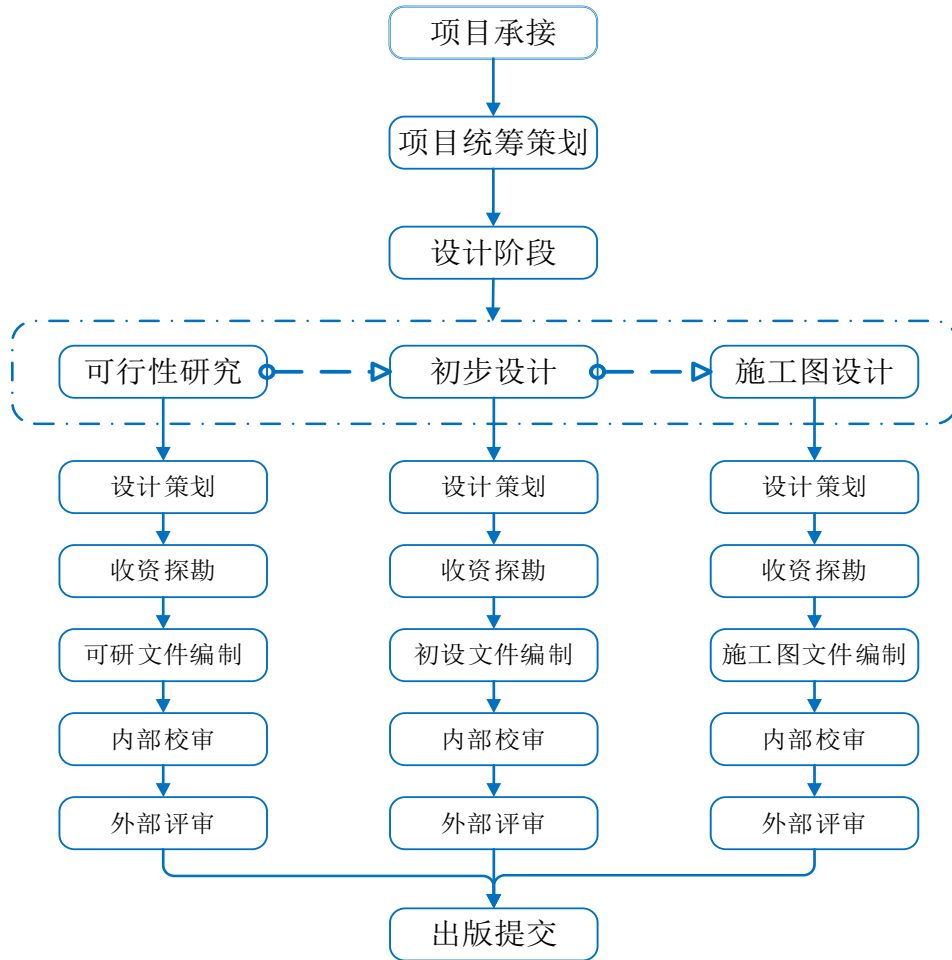 项目承接
项目统筹策划
设计阶段
可行性研究
初步设计
施工图设计
设计策划
设计策划
设计策划
收资探勘
收资探勘
收资探勘
可研文件编制
初设文件编制
施工图文件编制
内部校审
内部校审
内部校审
外部评审
外部评审
外部评审
出版提交